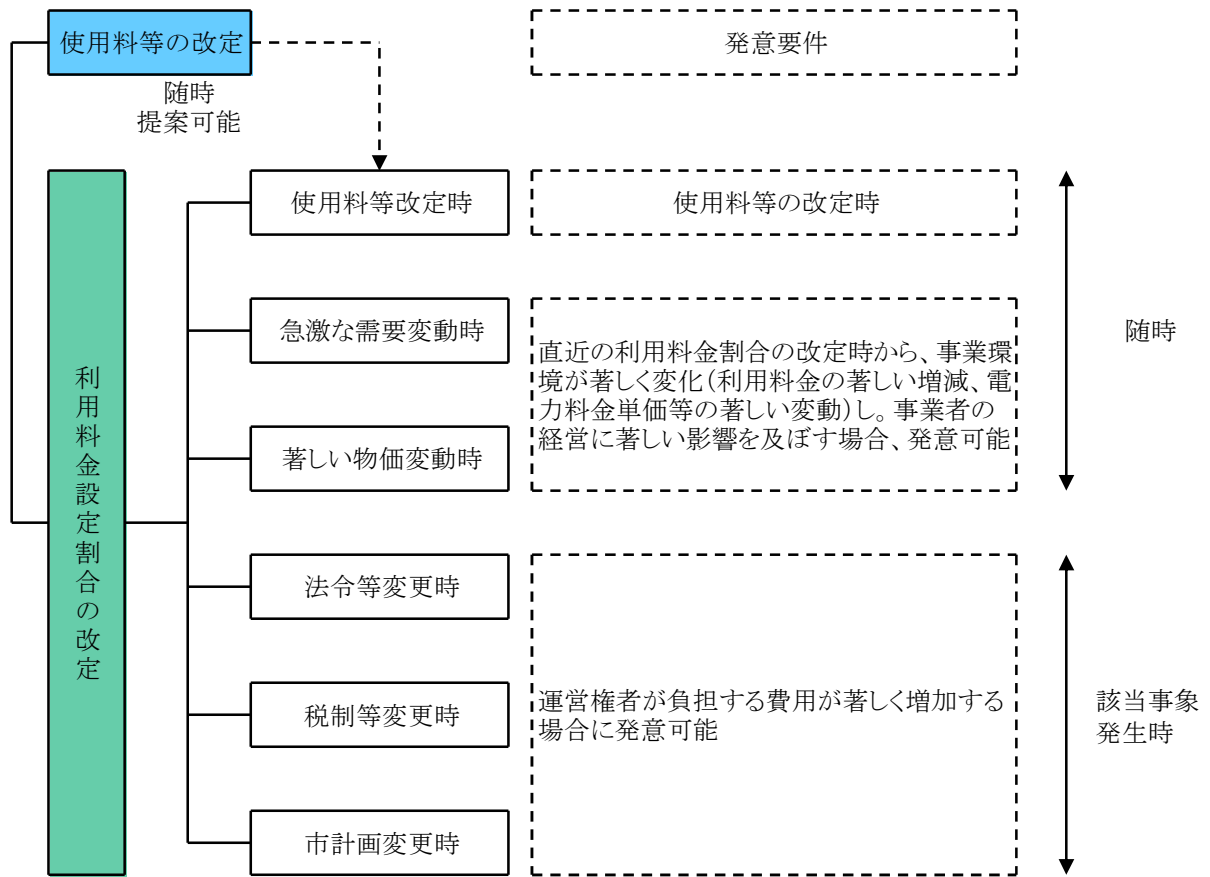 使用料等の改定
発意要件
随時
提案可能
利用料金設定割合の改定
使用料等改定時
使用料等の改定時
急激な需要変動時
著しい物価変動時
直近の利用料金割合の改定時から、事業環
境が著しく変化(利用料金の著しい増減、電
力料金単価等の著しい変動)し。事業者の
経営に著しい影響を及ぼす場合、発意可能
随時
法令等変更時
税制等変更時
市計画変更時
運営権者が負担する費用が著しく増加する
場合に発意可能
該当事象
発生時